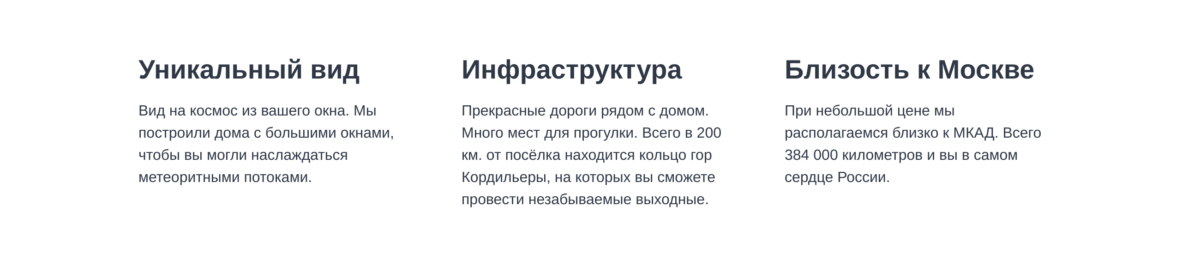 Уникальный вид
Вид на космос из вашего окна. Мы
построили дома с большими окнами,
чтобы вы могли наслаждаться
метеоритными потоками.
Инфраструктура
Прекрасные дороги рядом с домом.
Много мест для прогулки. Всего в 200
км. от посёлка находится кольцо гор
Кордильеры, на которых вы сможете
провести незабываемые выходные.
Близость к Москве
При небольшой цене мы
располагаемся близко к МКАД. Всего
384 000 километров и вы в самом
сердце России.